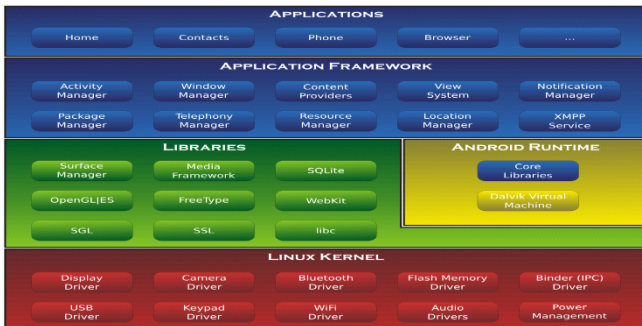 APPLICATIONS
Home Contacts Phone Browser ...
APPLICATION FRAMEWORK
Activity Manager Window Manager Content Providers View System Notification Manager
Package Manager Telephony Manager Resource Manager Location Manager XMPP Service
LIBRARIES
Surface Manager Media Framework SQLite
OpenGL|ES FreeType WebKit
SGL SSL libc
ANDROID RUNTIME
Core Libraries
Dalvik Virtual Machine
LINUX KERNEL
Display Driver Camera Driver Bluetooth Driver Flash Memory Driver Binder (IPC) Driver
USB Driver Keypad Driver WiFi Driver Audio Drivers Power Management